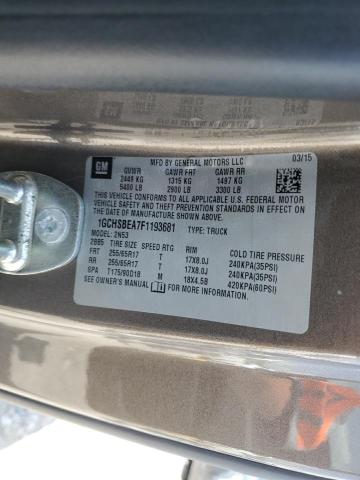 GM
MFD BY GENERAL MOTORS LLC 03/15
GVWR GAWR FRT GAWR RR
2449 KG 1315 KG 1497 KG
5400 LB 2900 LB 3300 LB
THIS VEHICLE CONFORMS TO ALL APPLICABLE
U.S. FEDERAL MOTOR VEHICLE SAFETY, BUMPER,
AND THEFT PREVENTION STANDARDS IN EFFECT
ON THE DATE OF MANUFACTURE SHOWN ABOVE.
1GCHSBEA7F1193681 TYPE: TRUCK
MODEL: 2N53
2BB5 TIRE SIZE SPEED RTG RIM COLD TIRE PRESSURE
FRT 255/65R17 T 17X8.0J 240KPA(35PSI)
RR 255/65R17 T 17X8.0J 240KPA(35PSI)
SPA T175/90D18 M 18X4.5B 420KPA(60PSI)
SEE OWNER'S MANUAL FOR MORE INFORMATION.